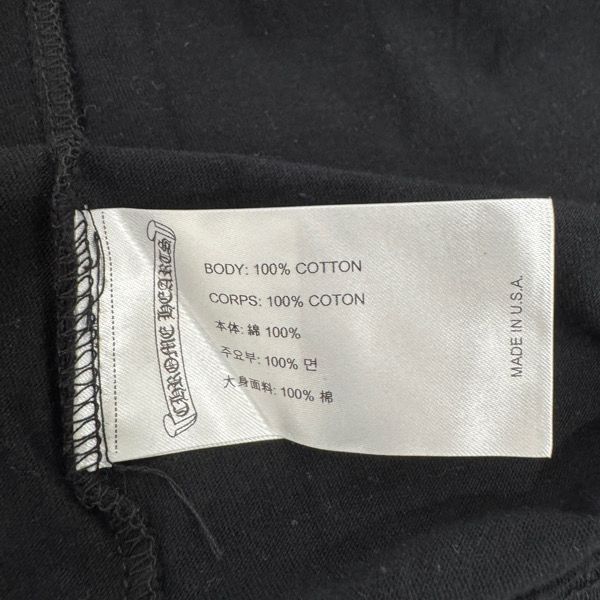 CHROME HEARTS
BODY: 100% COTTON
CORPS: 100% COTON
本体: 綿 100%
주요부: 100% 면
大身面料: 100% 棉
MADE IN U.S.A.